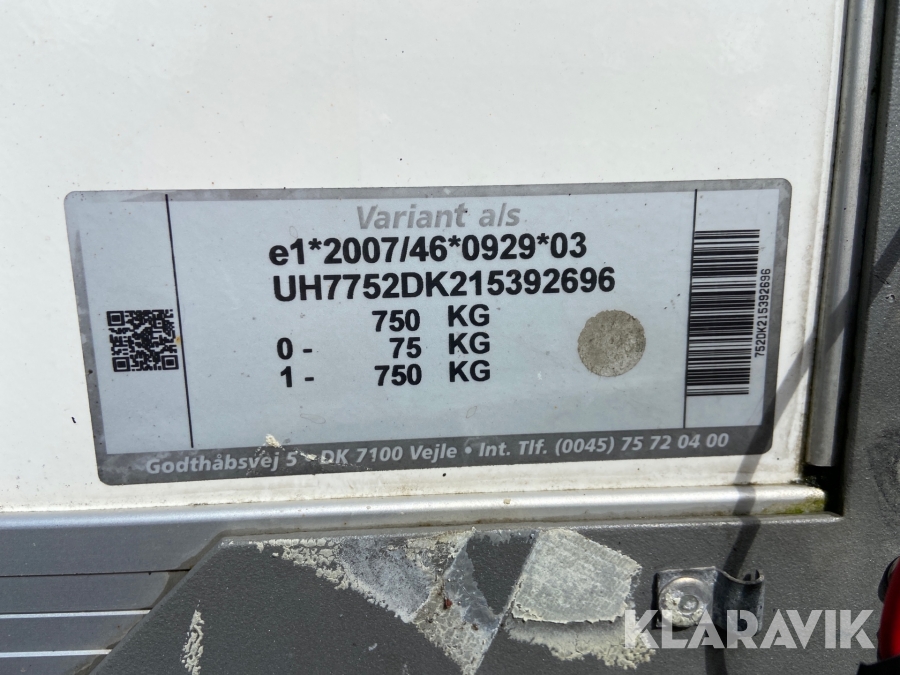 Variant a/s
e1*2007/46*0929*03
UH7752DK215392696
750 KG
0 - 75 KG
1 - 750 KG
752DK215392696
Godthåbsvej 5 • DK 7100 Vejle • Int. Tlf. (0045) 75 72 04 00
KLARAVIK